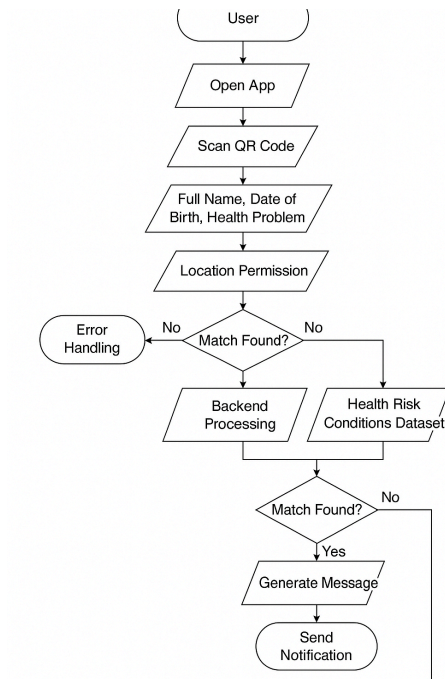 User
Open App
Scan QR Code
Full Name, Date of
Birth, Health Problem
Location Permission
Match Found?
No
No
Error
Handling
Backend
Processing
Health Risk
Conditions Dataset
Match Found?
No
Yes
Generate Message
Send
Notification